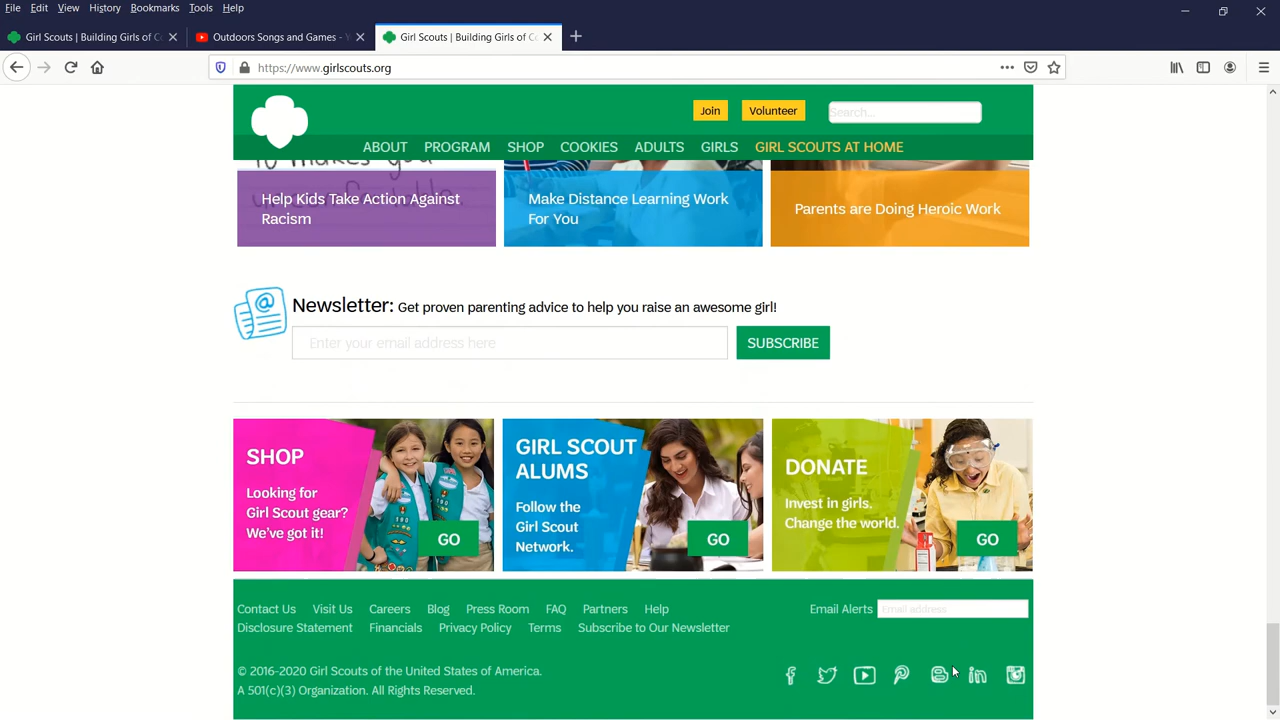 File Edit View History Bookmarks Tools Help
Girl Scouts | Building Girls of C
Outdoors Songs and Games - Y
Girl Scouts | Building Girls of Co
https://www.girlscouts.org
Join Volunteer Search...
ABOUT PROGRAM SHOP COOKIES ADULTS GIRLS GIRL SCOUTS AT HOME
to makes you
Help Kids Take Action Against
Racism
Make Distance Learning Work
For You
Parents are Doing Heroic Work
Newsletter: Get proven parenting advice to help you raise an awesome girl!
Enter your email address here SUBSCRIBE
SHOP
Looking for
Girl Scout gear?
We've got it!
GO
GIRL SCOUT
ALUMS
Follow the
Girl Scout
Network.
GO
DONATE
Invest in girls.
Change the world.
GO
Contact Us Visit Us Careers Blog Press Room FAQ Partners Help
Disclosure Statement Financials Privacy Policy Terms Subscribe to Our Newsletter
Email Alerts Email address
© 2016-2020 Girl Scouts of the United States of America.
A 501(c)(3) Organization. All Rights Reserved.